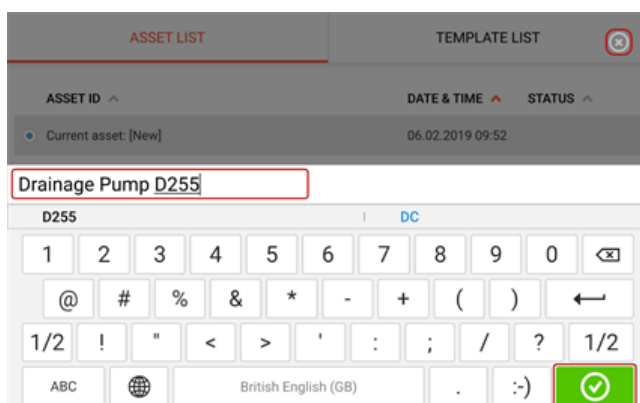 ASSET LIST TEMPLATE LIST
ASSET ID DATE & TIME STATUS
Current asset: [New] 06.02.2019 09:52
Drainage Pump D255
D255 DC
1 2 3 4 5 6 7 8 9 0
@ # % & * - + ( )
1/2 ! " < > ' : ; / ? 1/2
ABC British English (GB) . :-)